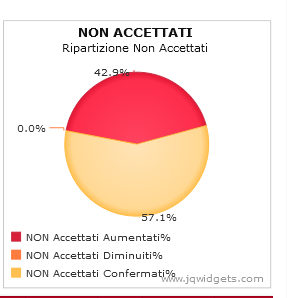 NON ACCETTATI
Ripartizione Non Accettati
42.9%
0.0%
57.1%
NON Accettati Aumentati%
NON Accettati Diminuiti%
NON Accettati Confermati%
www.jqwidgets.com